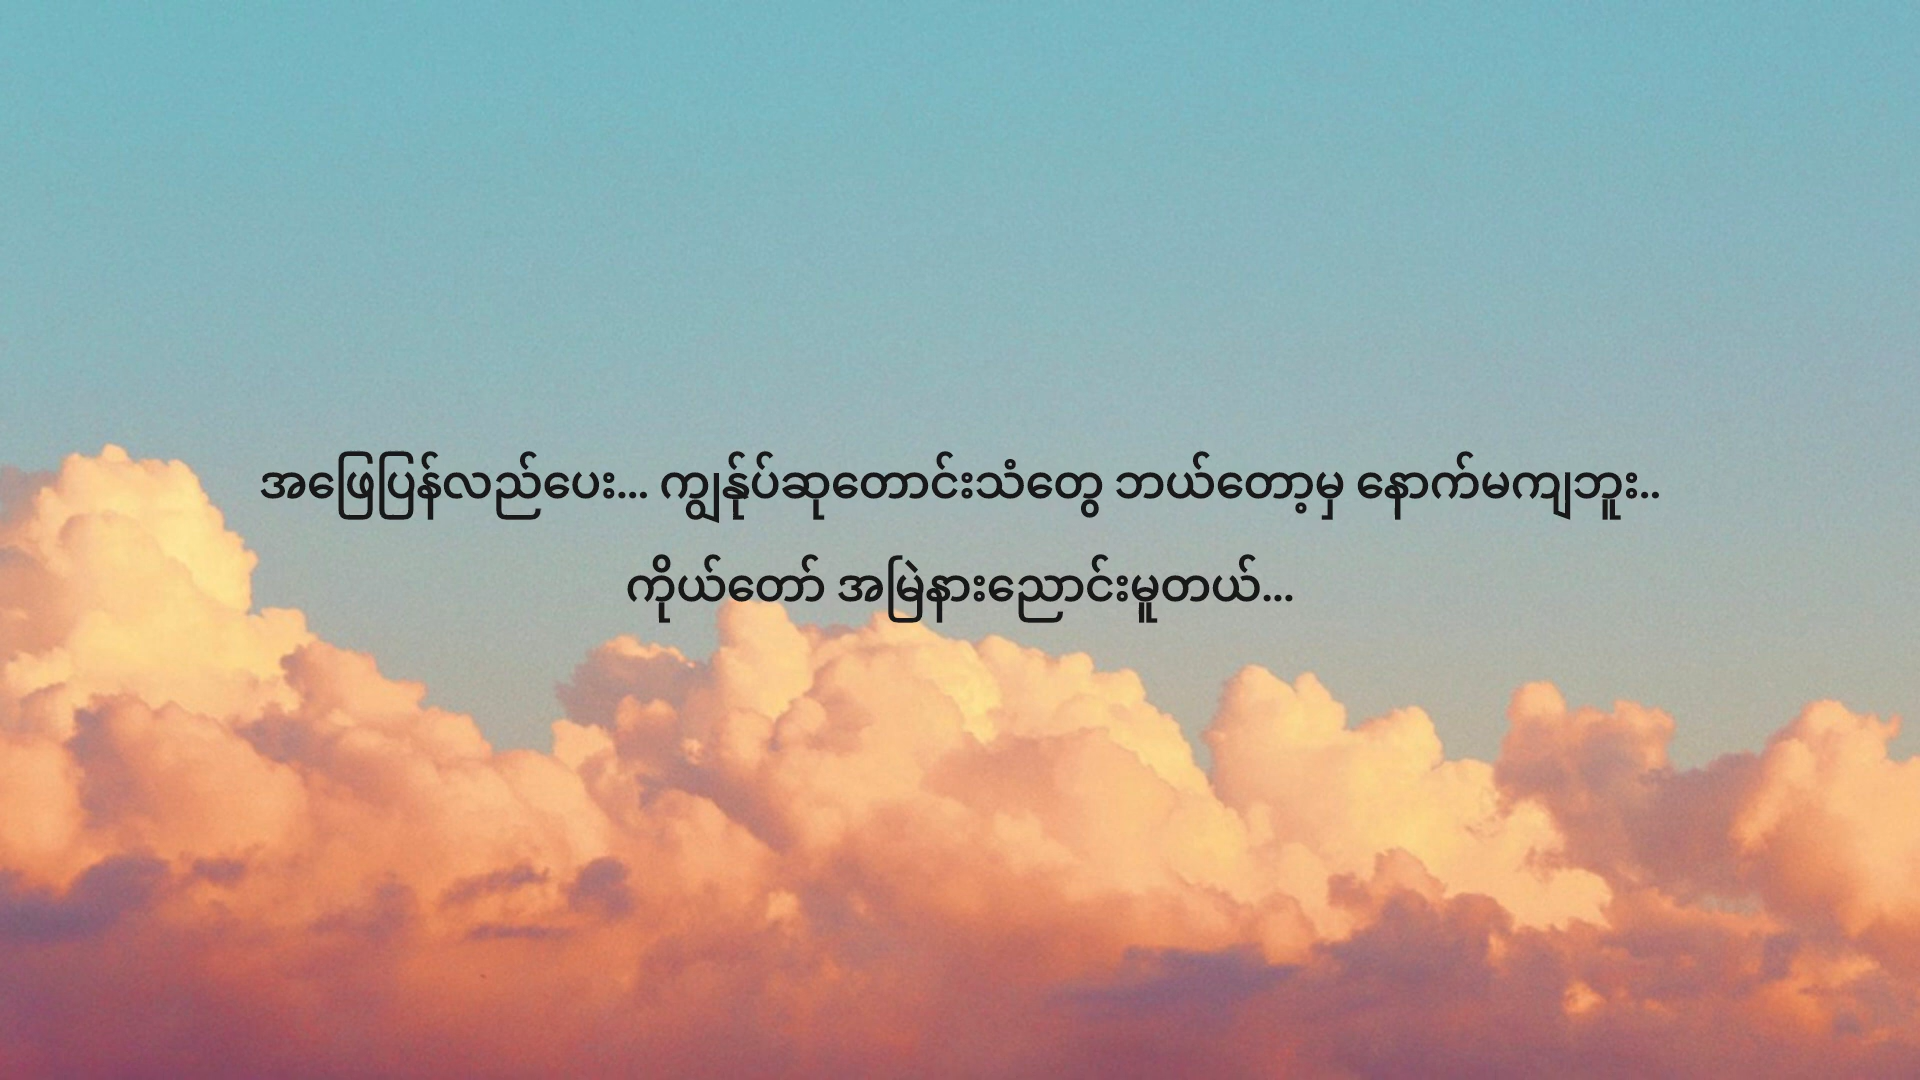 အဖြေပြန်လည်ပေး... ကျွန်ုပ်ဆုတောင်းသံတွေ ဘယ်တော့မှ နောက်မကျဘူး..
ကိုယ်တော် အမြဲနားညောင်းမူတယ်...